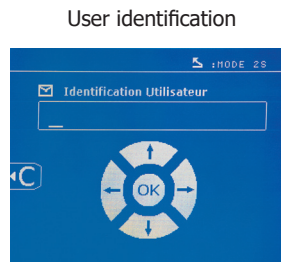 User identification
:MODE 2S
Identification Utilisateur
C
OK